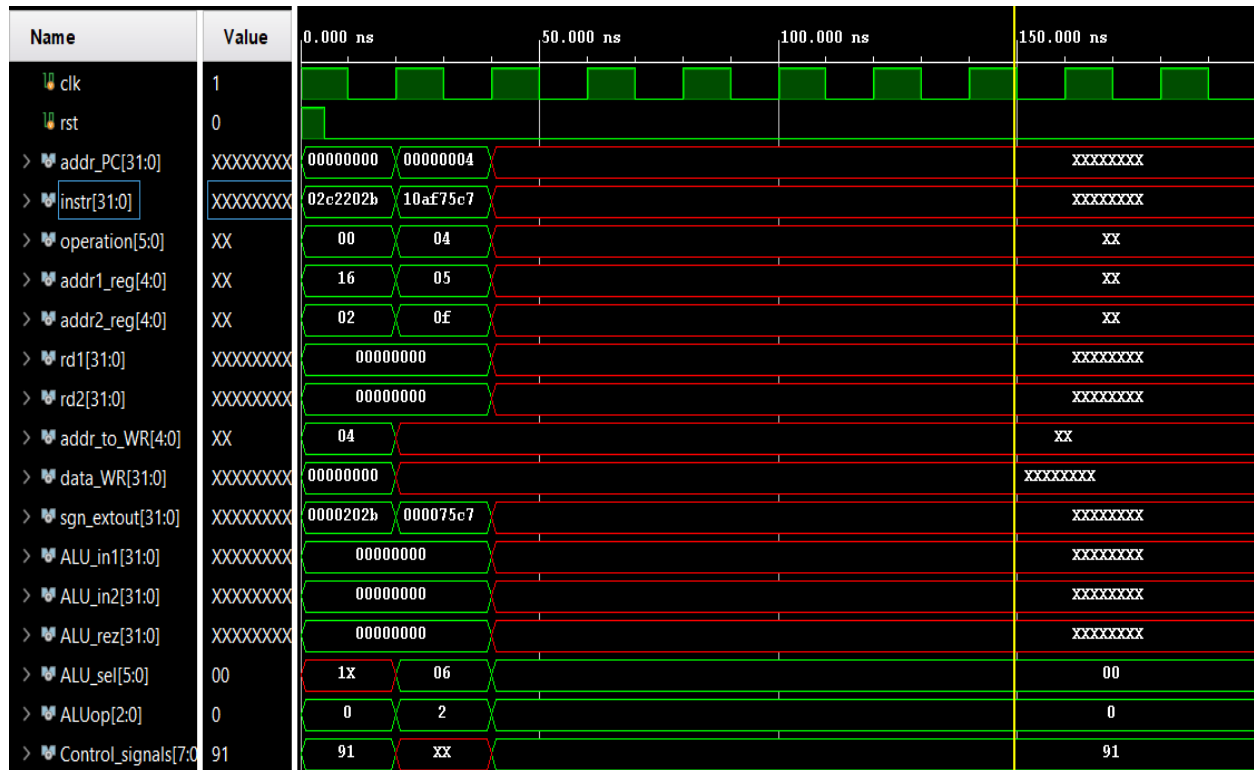 Name Value 0.000 ns 50.000 ns 100.000 ns 150.000 ns
clk 1
rst 0
addr_PC[31:0] XXXXXXXX 00000000 00000004 XXXXXXXX
instr[31:0] XXXXXXXX 02c2202b 10af75c7 XXXXXXXX
operation[5:0] XX 00 04 XX
addr1_reg[4:0] XX 16 05 XX
addr2_reg[4:0] XX 02 0f XX
rd1[31:0] XXXXXXXX 00000000 XXXXXXXX
rd2[31:0] XXXXXXXX 00000000 XXXXXXXX
addr_to_WR[4:0] XX 04 XX
data_WR[31:0] XXXXXXXX 00000000 XXXXXXXX
sgn_extout[31:0] XXXXXXXX 0000202b 000075c7 XXXXXXXX
ALU_in1[31:0] XXXXXXXX 00000000 XXXXXXXX
ALU_in2[31:0] XXXXXXXX 00000000 XXXXXXXX
ALU_rez[31:0] XXXXXXXX 00000000 XXXXXXXX
ALU_sel[5:0] 00 1X 06 00
ALUop[2:0] 0 0 2 0
Control_signals[7:0 91 91 XX 91